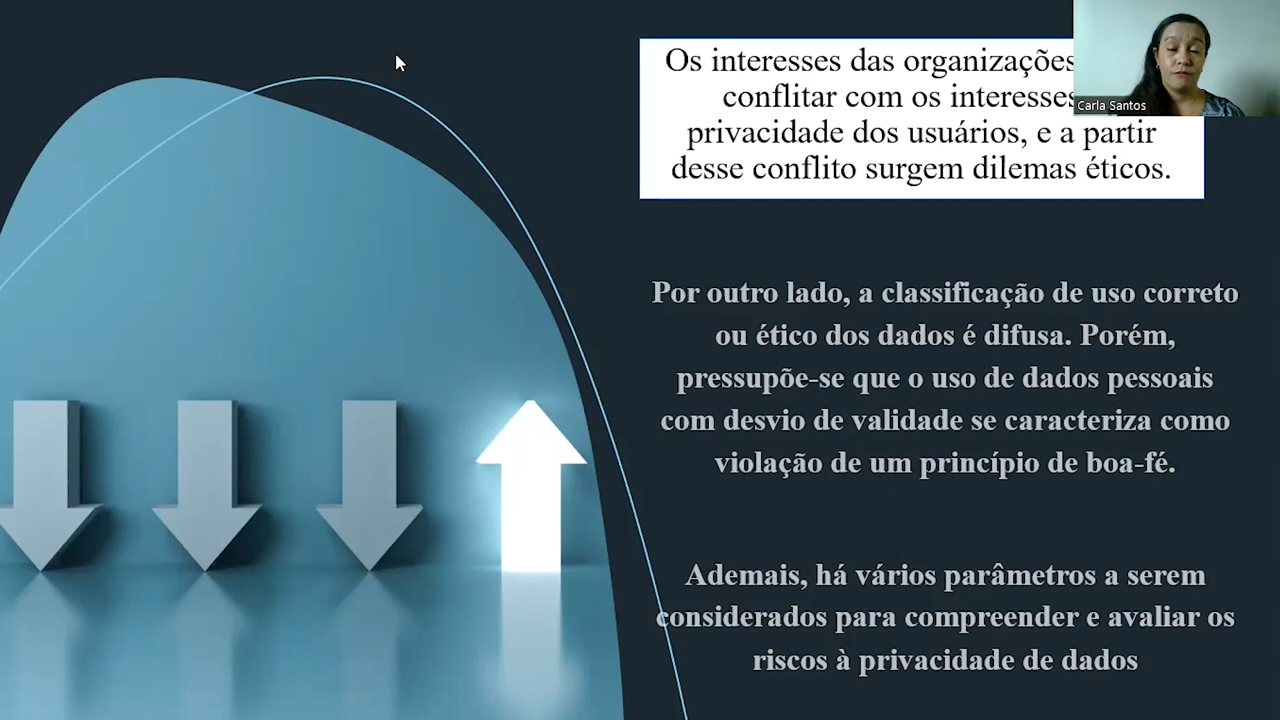 Os interesses das organizações
conflitar com os interesses
privacidade dos usuários, e a partir
desse conflito surgem dilemas éticos.
Carla Santos
Por outro lado, a classificação de uso correto
ou ético dos dados é difusa. Porém,
pressupõe-se que o uso de dados pessoais
com desvio de validade se caracteriza como
violação de um princípio de boa-fé.
Ademais, há vários parâmetros a serem
considerados para compreender e avaliar os
riscos à privacidade de dados